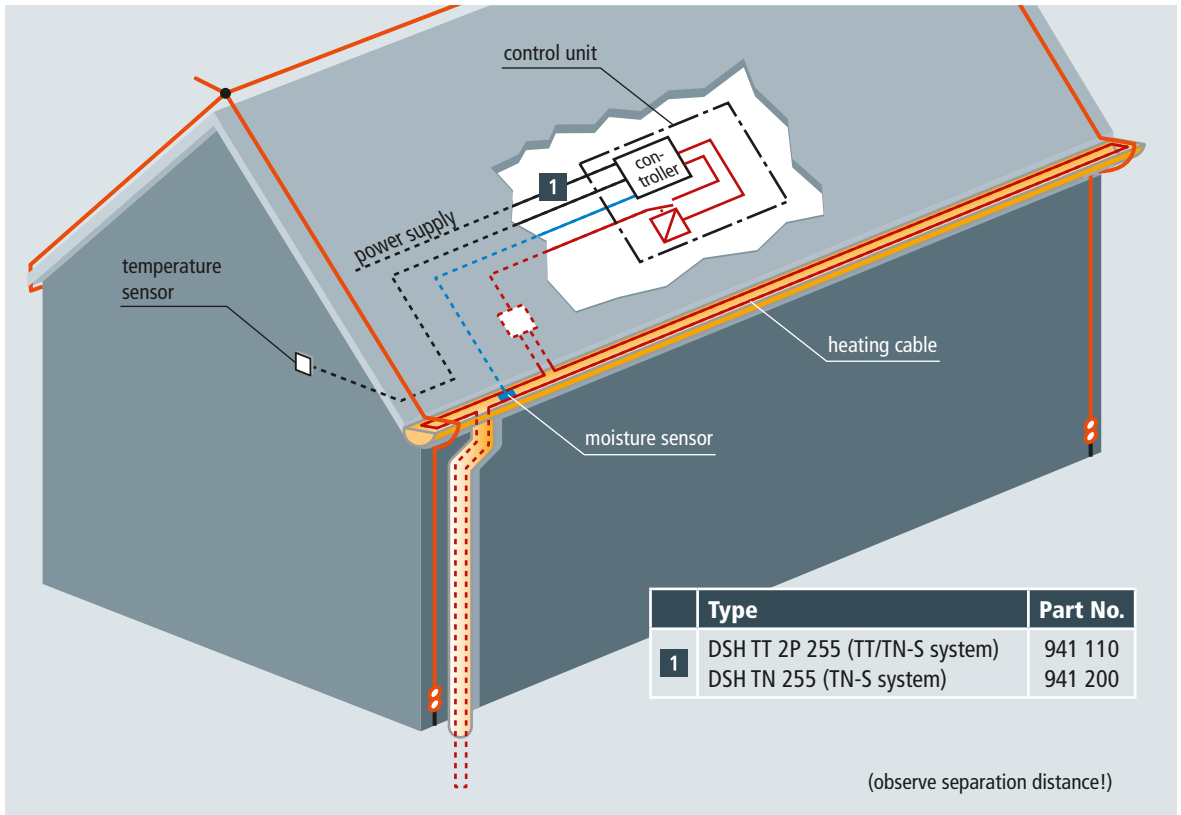 control unit
con-
troller
1
power supply
temperature
sensor
heating cable
moisture sensor
Type Part No.
1 DSH TT 2P 255 (TT/TN-S system) 941 110
DSH TN 255 (TN-S system) 941 200
(observe separation distance!)